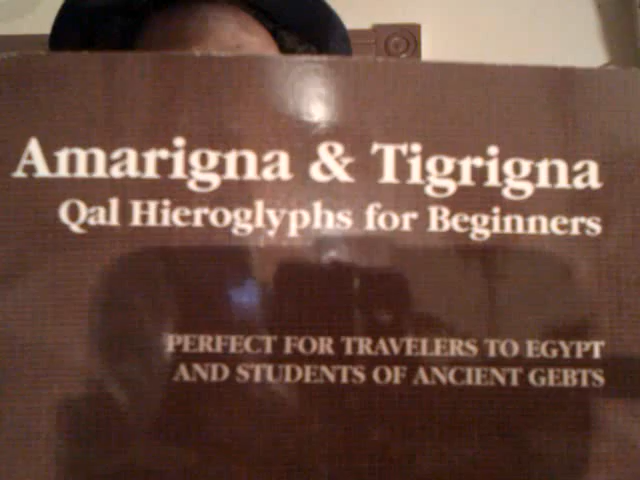 Amarigna & Tigrigna
Qal Hieroglyphs for Beginners
PERFECT FOR TRAVELERS TO EGYPT
AND STUDENTS OF ANCIENT GEBTS